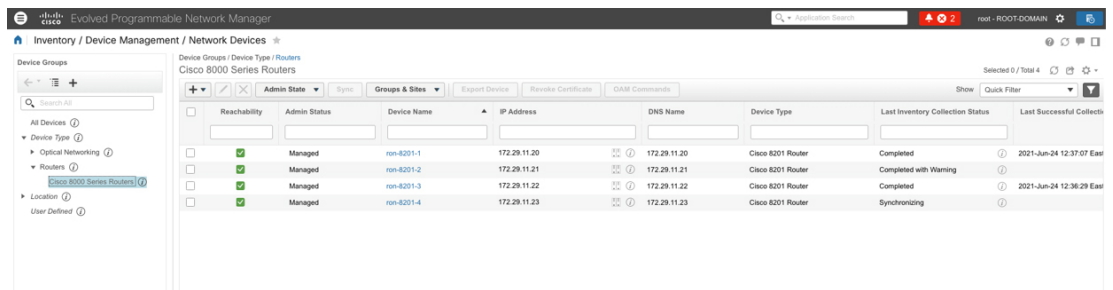 cisco Evolved Programmable Network Manager
Application Search
2
root - ROOT-DOMAIN
Inventory / Device Management / Network Devices
Device Groups
Search All
All Devices
Device Type
Optical Networking
Routers
Cisco 8000 Series Routers
Location
User Defined
Device Groups / Device Type / Routers
Cisco 8000 Series Routers
Selected 0 / Total 4
Admin State Sync Groups & Sites Export Device Revoke Certificate OAM Commands
Show Quick Filter
Reachability Admin Status Device Name IP Address DNS Name Device Type Last Inventory Collection Status Last Successful Collecti
Managed ron-8201-1 172.29.11.20 172.29.11.20 Cisco 8201 Router Completed 2021-Jun-24 12:37:07 East
Managed ron-8201-2 172.29.11.21 172.29.11.21 Cisco 8201 Router Completed with Warning
Managed ron-8201-3 172.29.11.22 172.29.11.22 Cisco 8201 Router Completed 2021-Jun-24 12:36:29 East
Managed ron-8201-4 172.29.11.23 172.29.11.23 Cisco 8201 Router Synchronizing